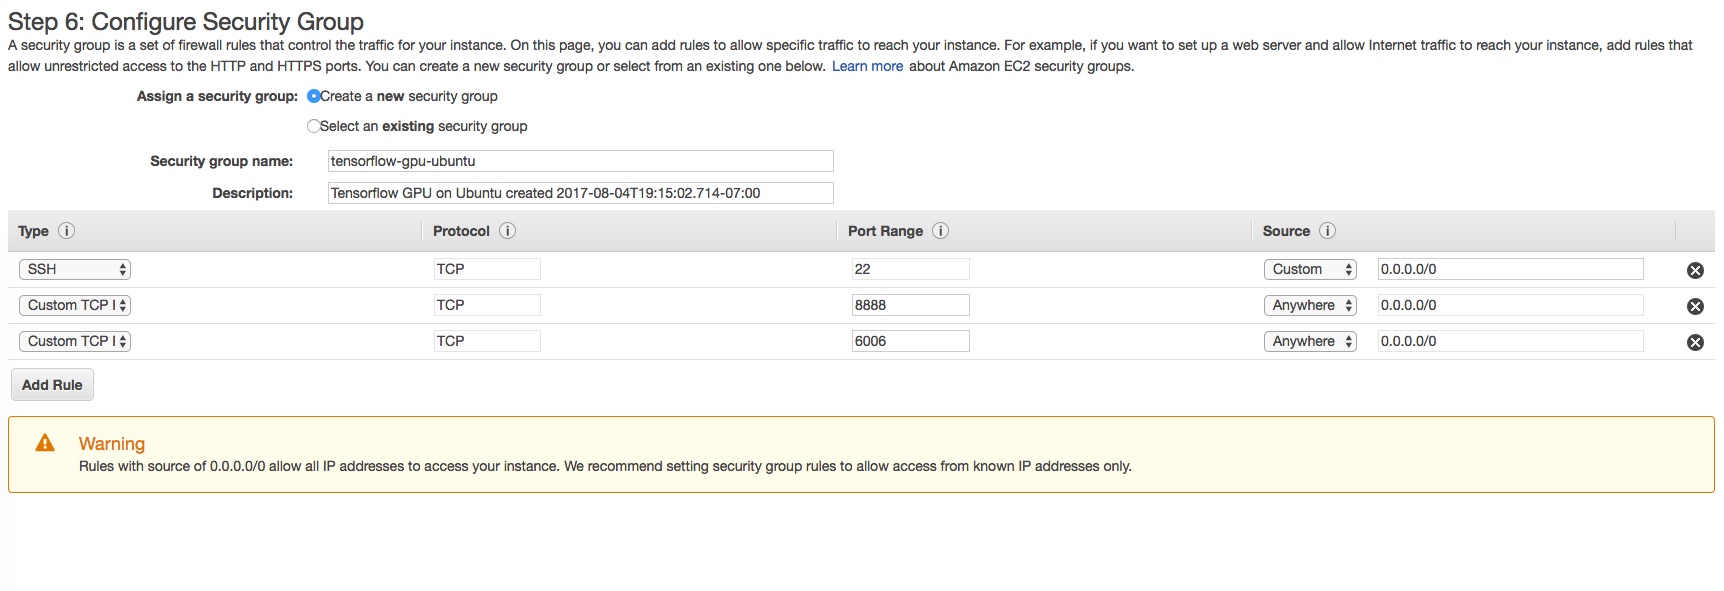 Step 6: Configure Security Group
A security group is a set of firewall rules that control the traffic for your instance. On this page, you can add rules to allow specific traffic to reach your instance. For example, if you want to set up a web server and allow Internet traffic to reach your instance, add rules that
allow unrestricted access to the HTTP and HTTPS ports. You can create a new security group or select from an existing one below. Learn more about Amazon EC2 security groups.
Assign a security group: Create a new security group
Select an existing security group
Security group name: tensorflow-gpu-ubuntu
Description: Tensorflow GPU on Ubuntu created 2017-08-04T19:15:02.714-07:00
Type i Protocol i Port Range i Source i
SSH TCP 22 Custom 0.0.0.0/0
Custom TCP TCP 8888 Anywhere 0.0.0.0/0
Custom TCP TCP 6006 Anywhere 0.0.0.0/0
Add Rule
Warning
Rules with source of 0.0.0.0/0 allow all IP addresses to access your instance. We recommend setting security group rules to allow access from known IP addresses only.